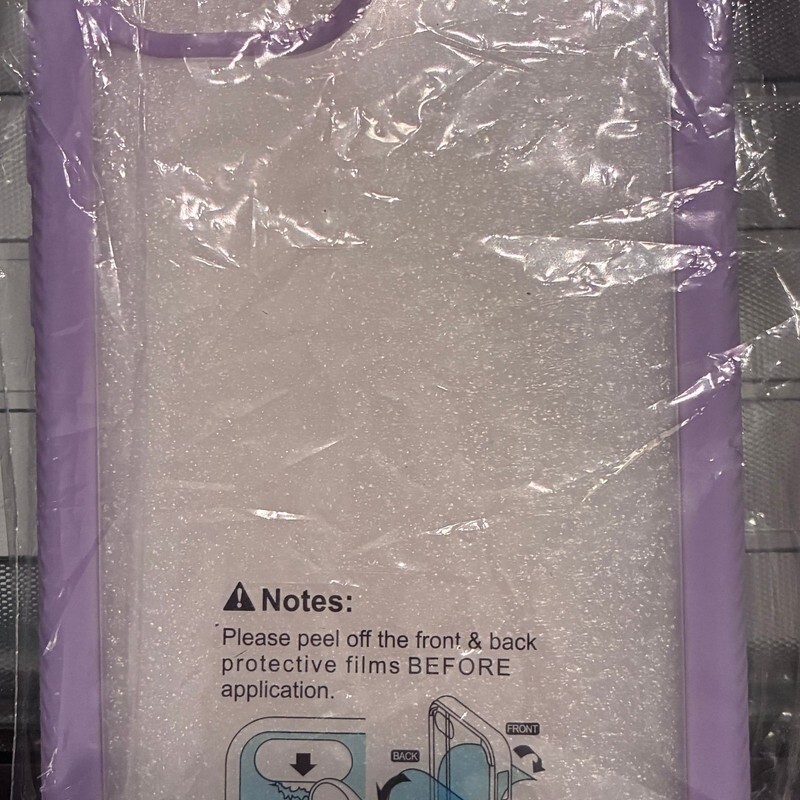 Notes:
Please peel off the front & back
protective films BEFORE
application.
FRONT
BACK